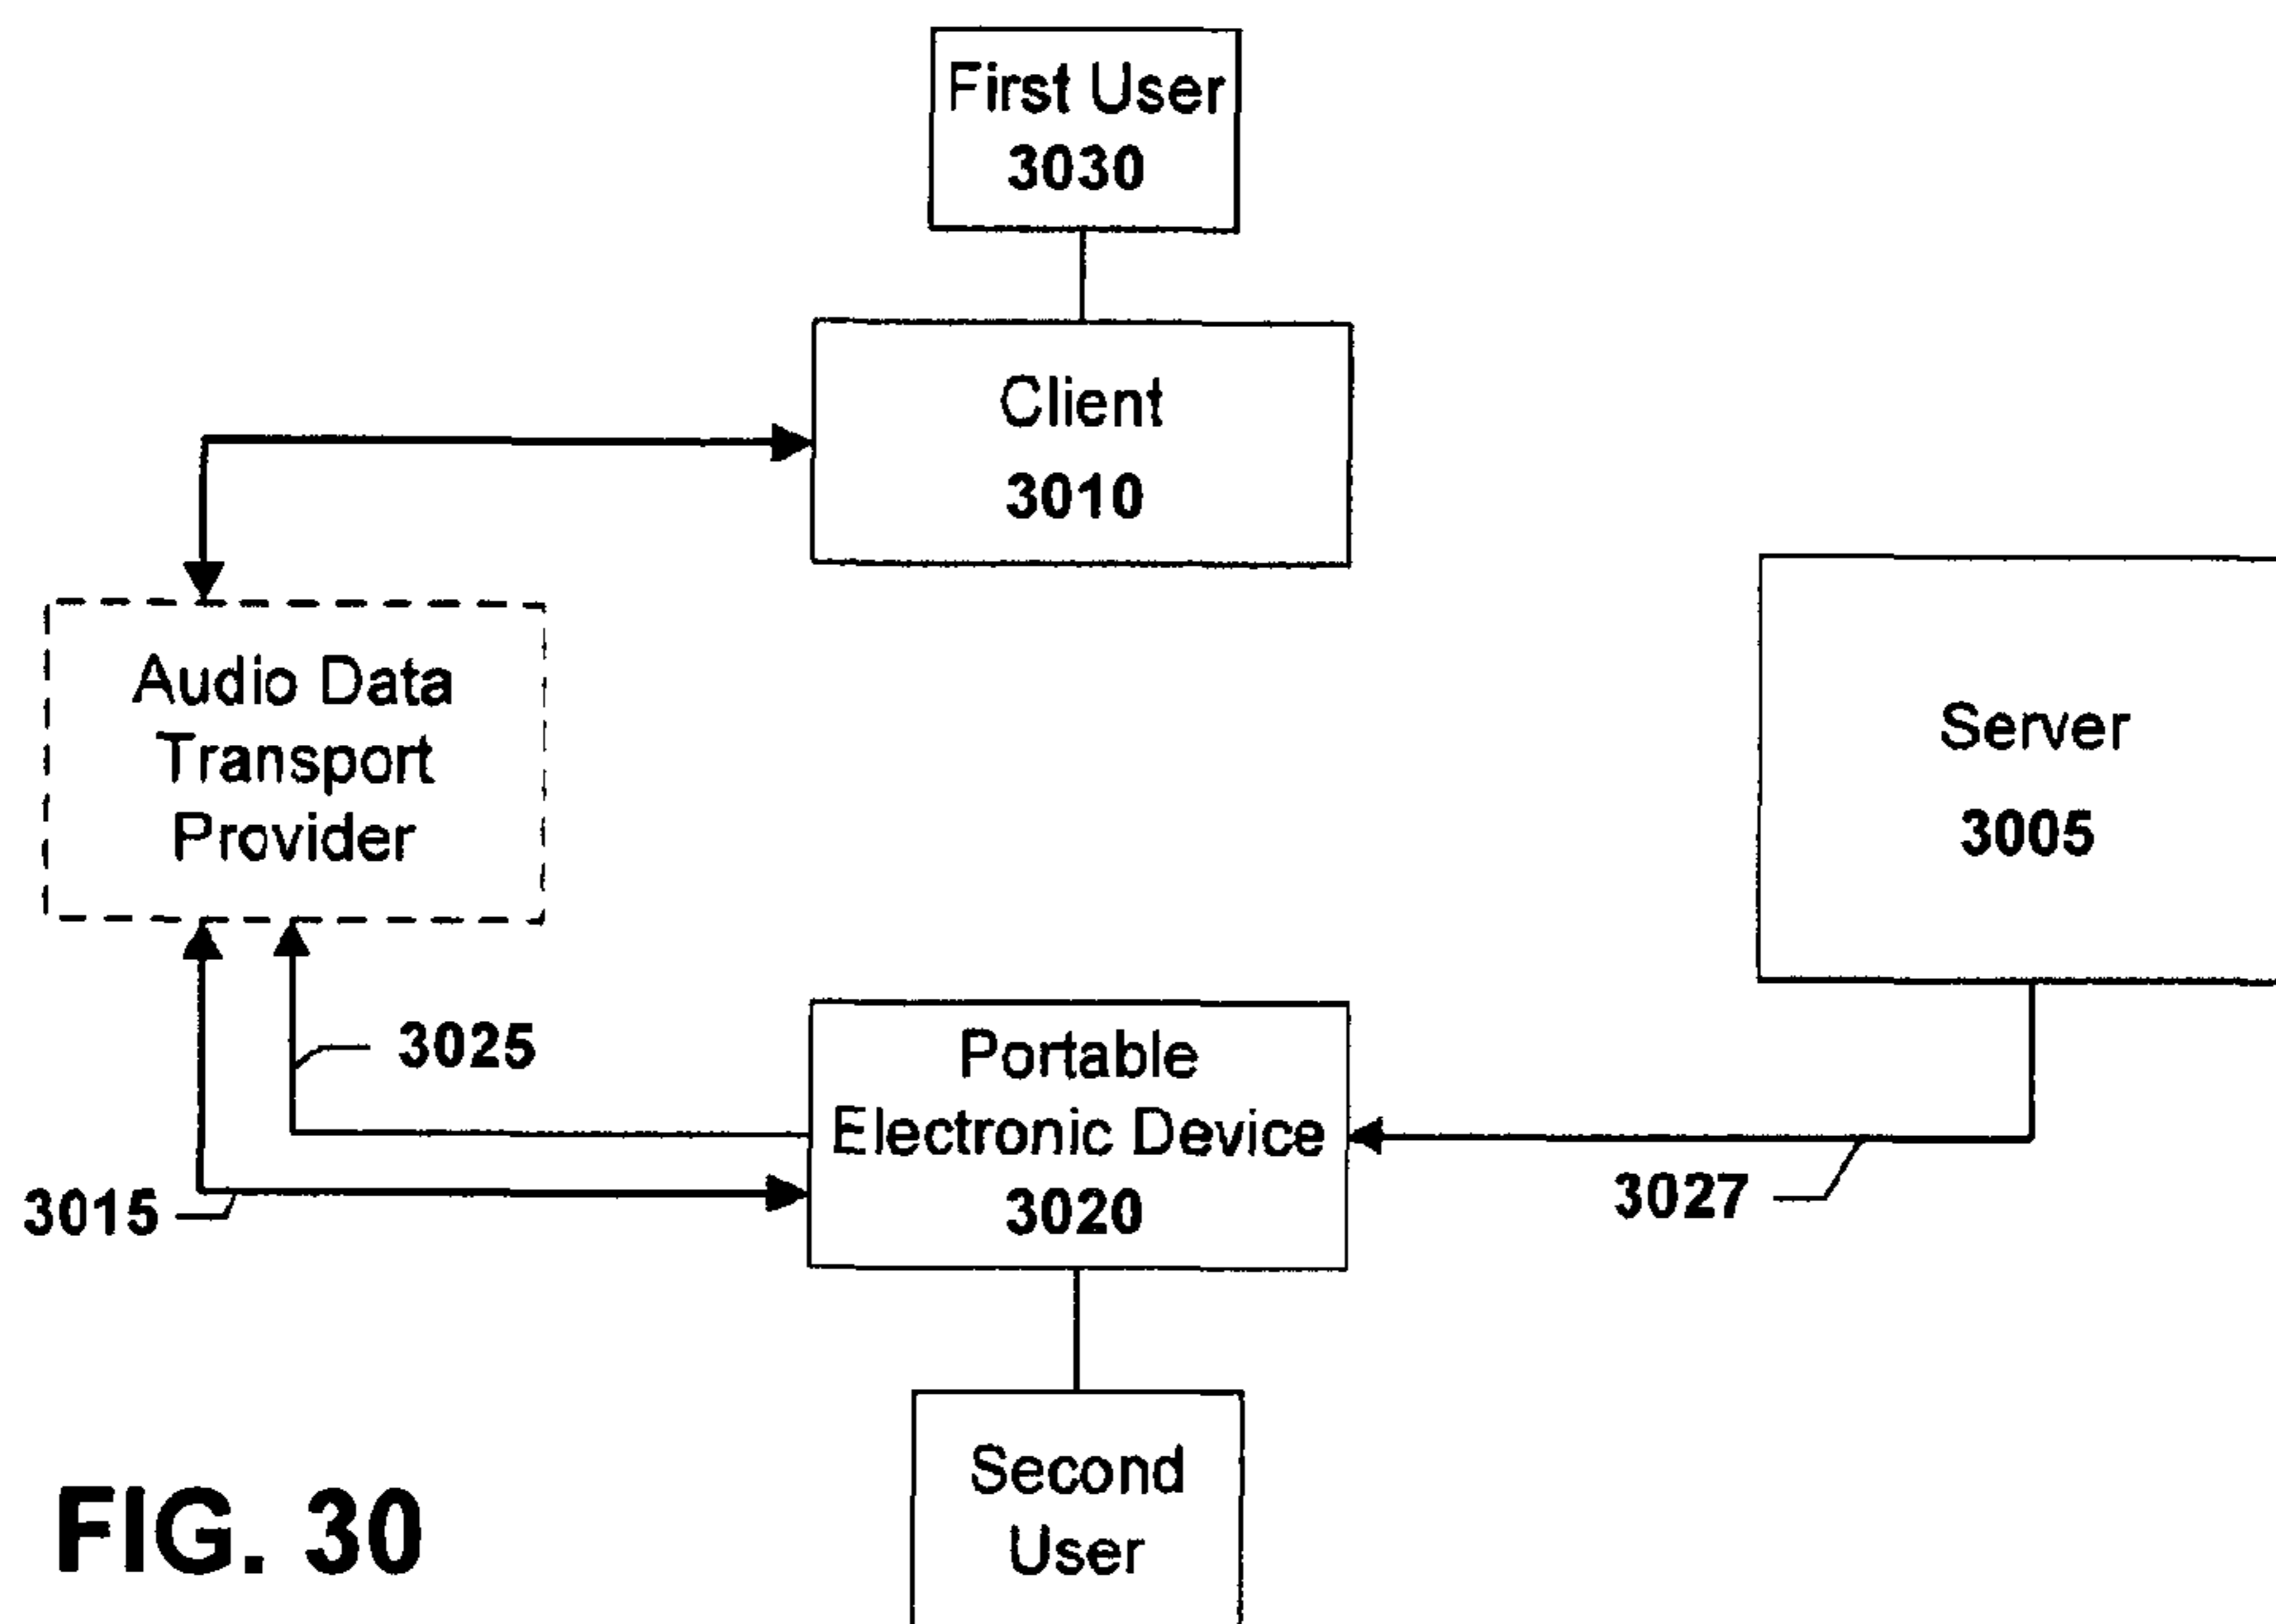 First User
3030
Client
3010
Audio Data
Transport
Provider
Server
3005
3025
Portable
Electronic Device
3020
3015
3027
Second
User
FIG. 30